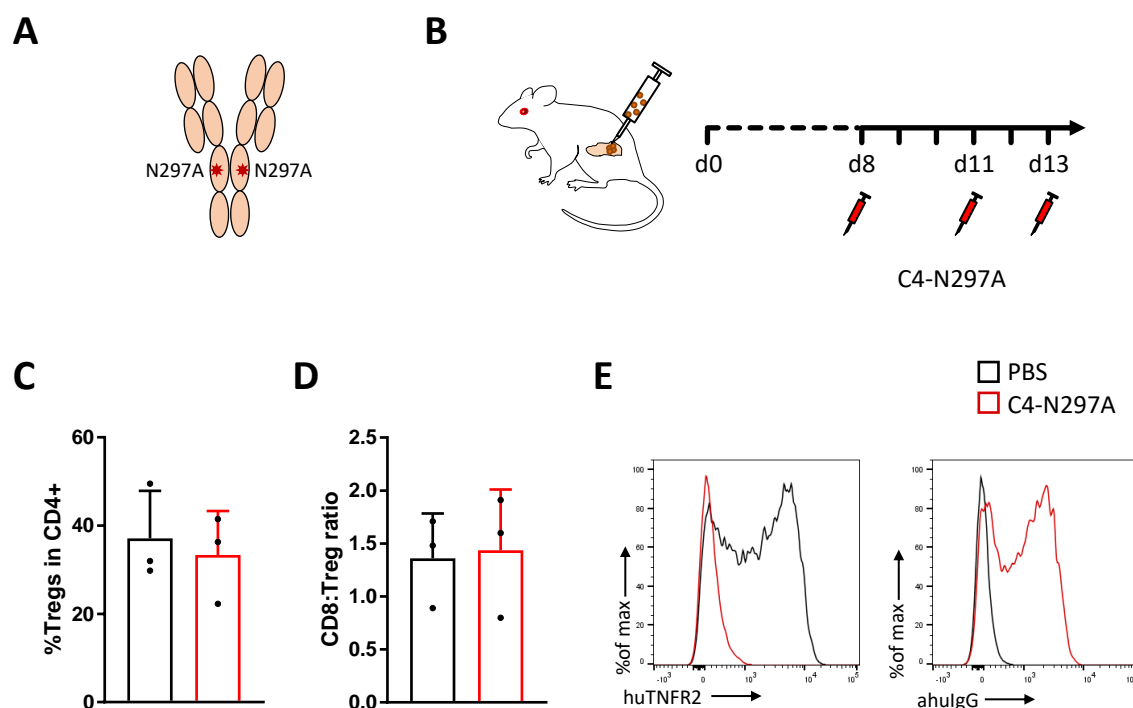 A
N297A
N297A
B
d0
d8
d11
d13
C4-N297A
C
%Tregs in CD4+
60
40
20
0
D
CD8:Treg ratio
2.5
2.0
1.5
1.0
0.5
0.0
E
PBS
C4-N297A
%of max
100
80
60
40
20
0
-10³
0
10³
10⁴
10⁵
huTNFR2
%of max
100
80
60
40
20
0
-10³
0
10³
10⁴
10⁵
ahuIgG